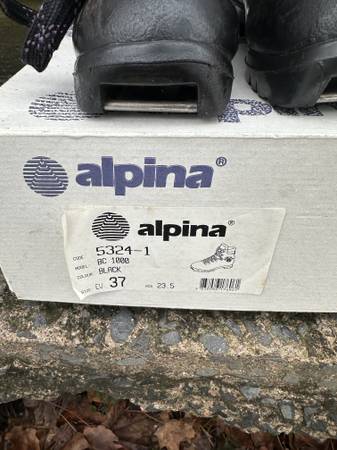 alpina®
alpina®
CODE 5324-1
MODEL BC 1000
COLOUR BLACK
SIZE EU 37 MON 23.5